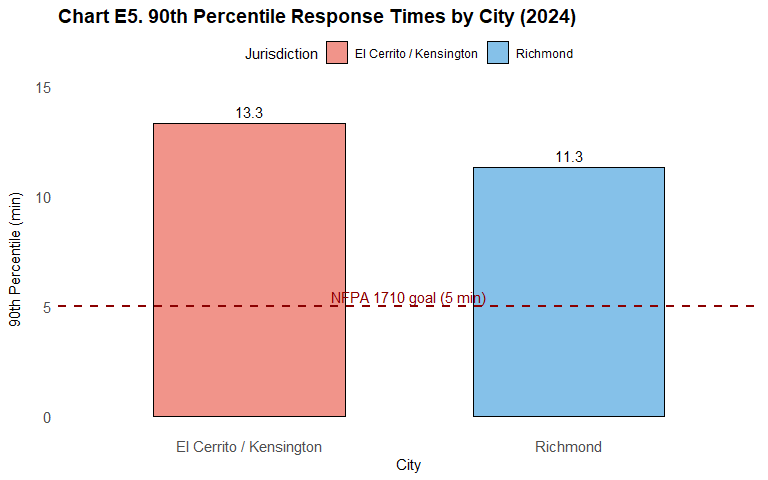 Chart E5. 90th Percentile Response Times by City (2024)
Jurisdiction El Cerrito / Kensington Richmond
15
13.3
11.3
10
90th Percentile (min)
NFPA 1710 goal (5 min)
5
0
El Cerrito / Kensington Richmond
City